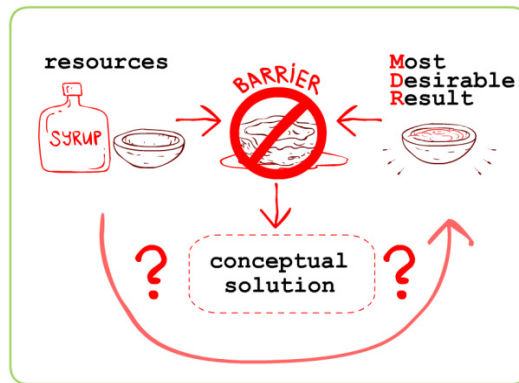 resources
SYRUP
BARRiER
Most
Desirable
Result
?
conceptual
solution
?